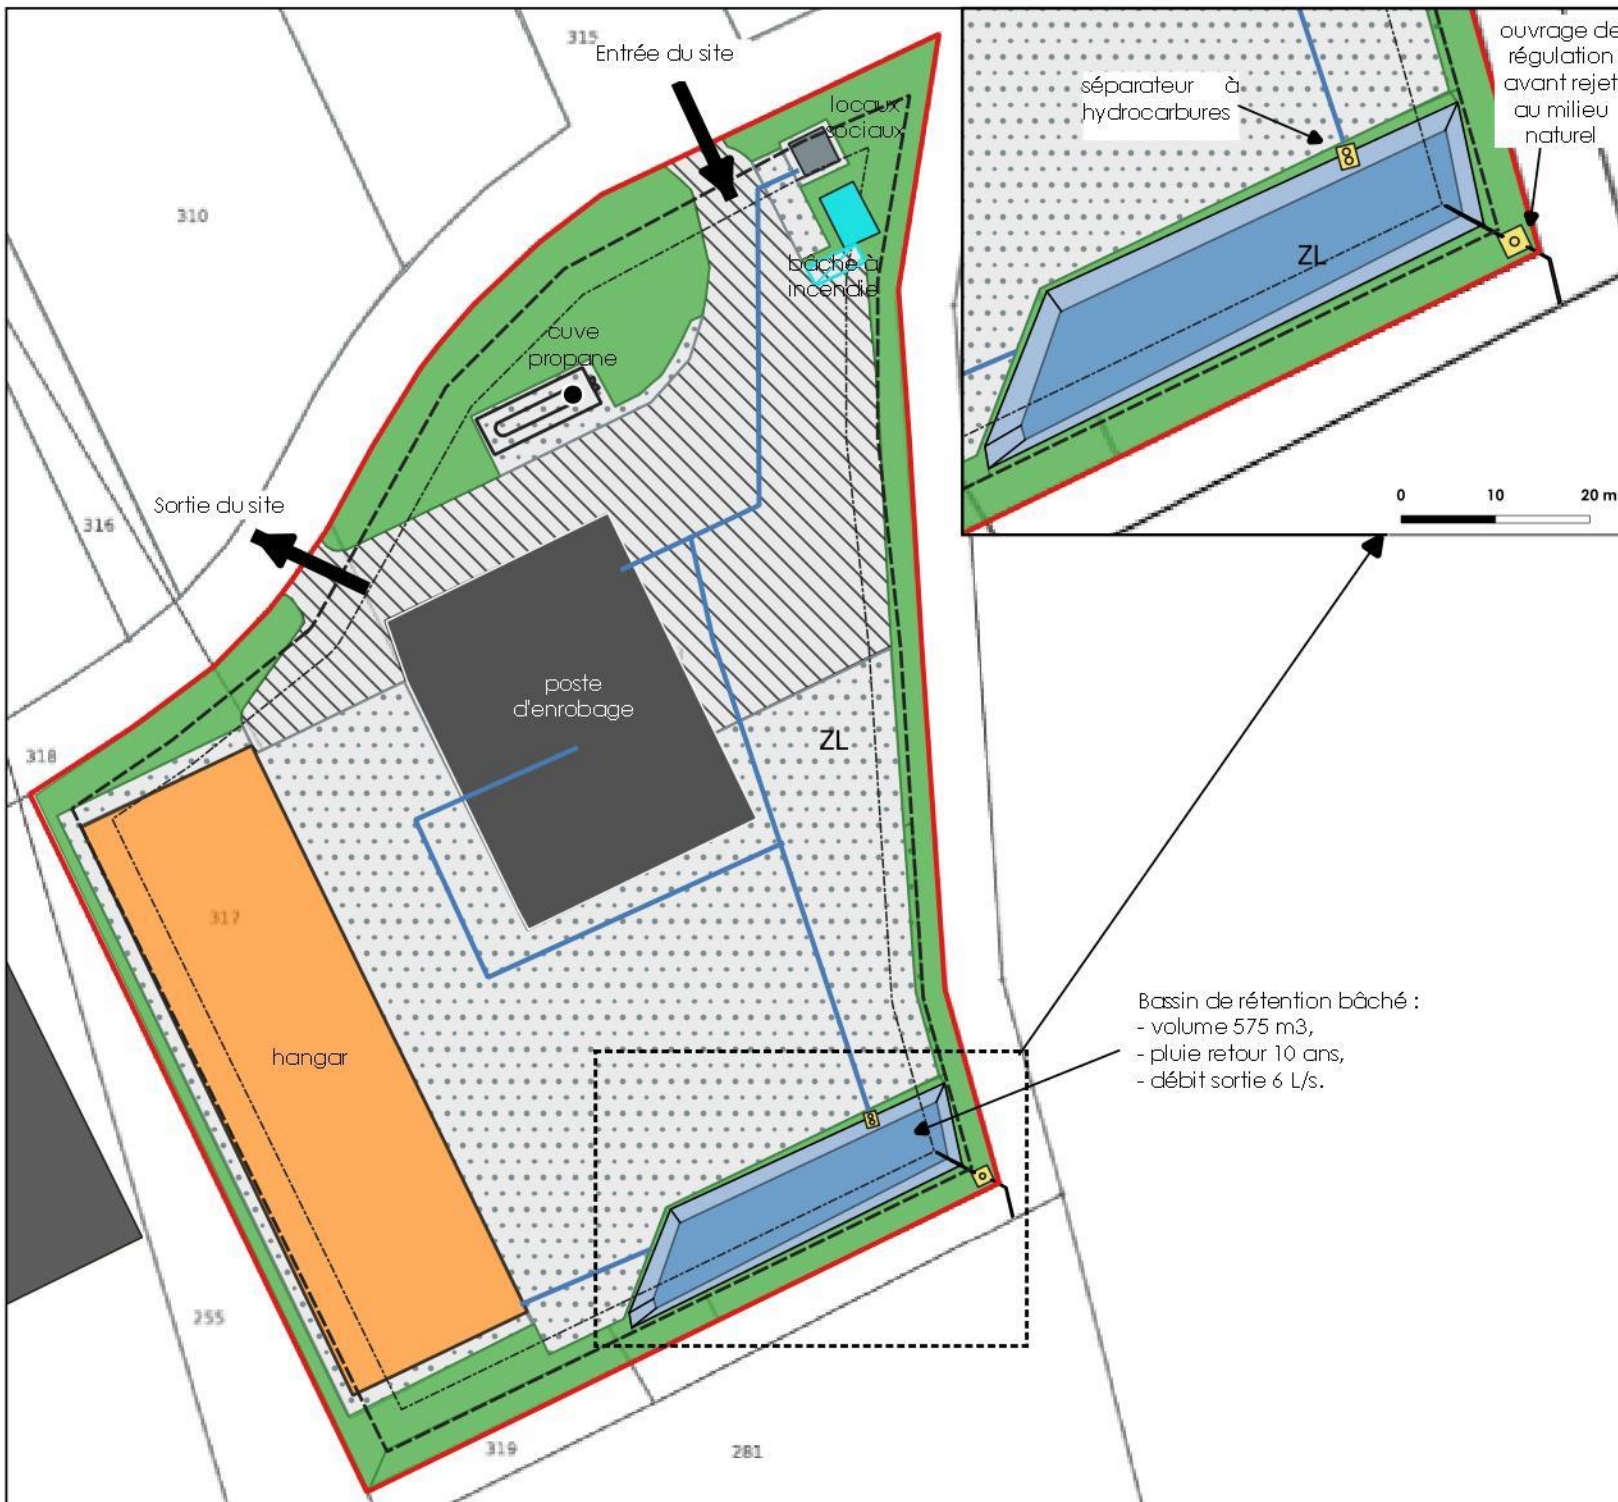 315
Entrée du site
locaux
sociaux
310
bâche à
incendie
cuve
propane
Sortie du site
316
poste
d'enrobage
ZL
318
317
hangar
255
319
281
séparateur à
hydrocarbures
ouvrage de
régulation
avant rejet
au milieu
naturel
ZL
0 10 20 m
Bassin de rétention bâché :
- volume 575 m3,
- pluie retour 10 ans,
- débit sortie 6 L/s.